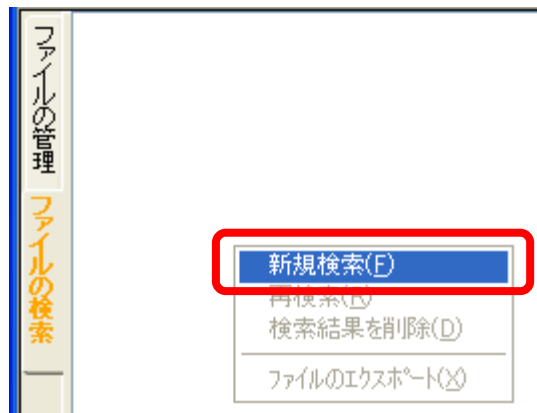 ファイルの管理
ファイルの検索
新規検索(F)
再検索(R)
検索結果を削除(D)
ファイルのエクスポート(X)